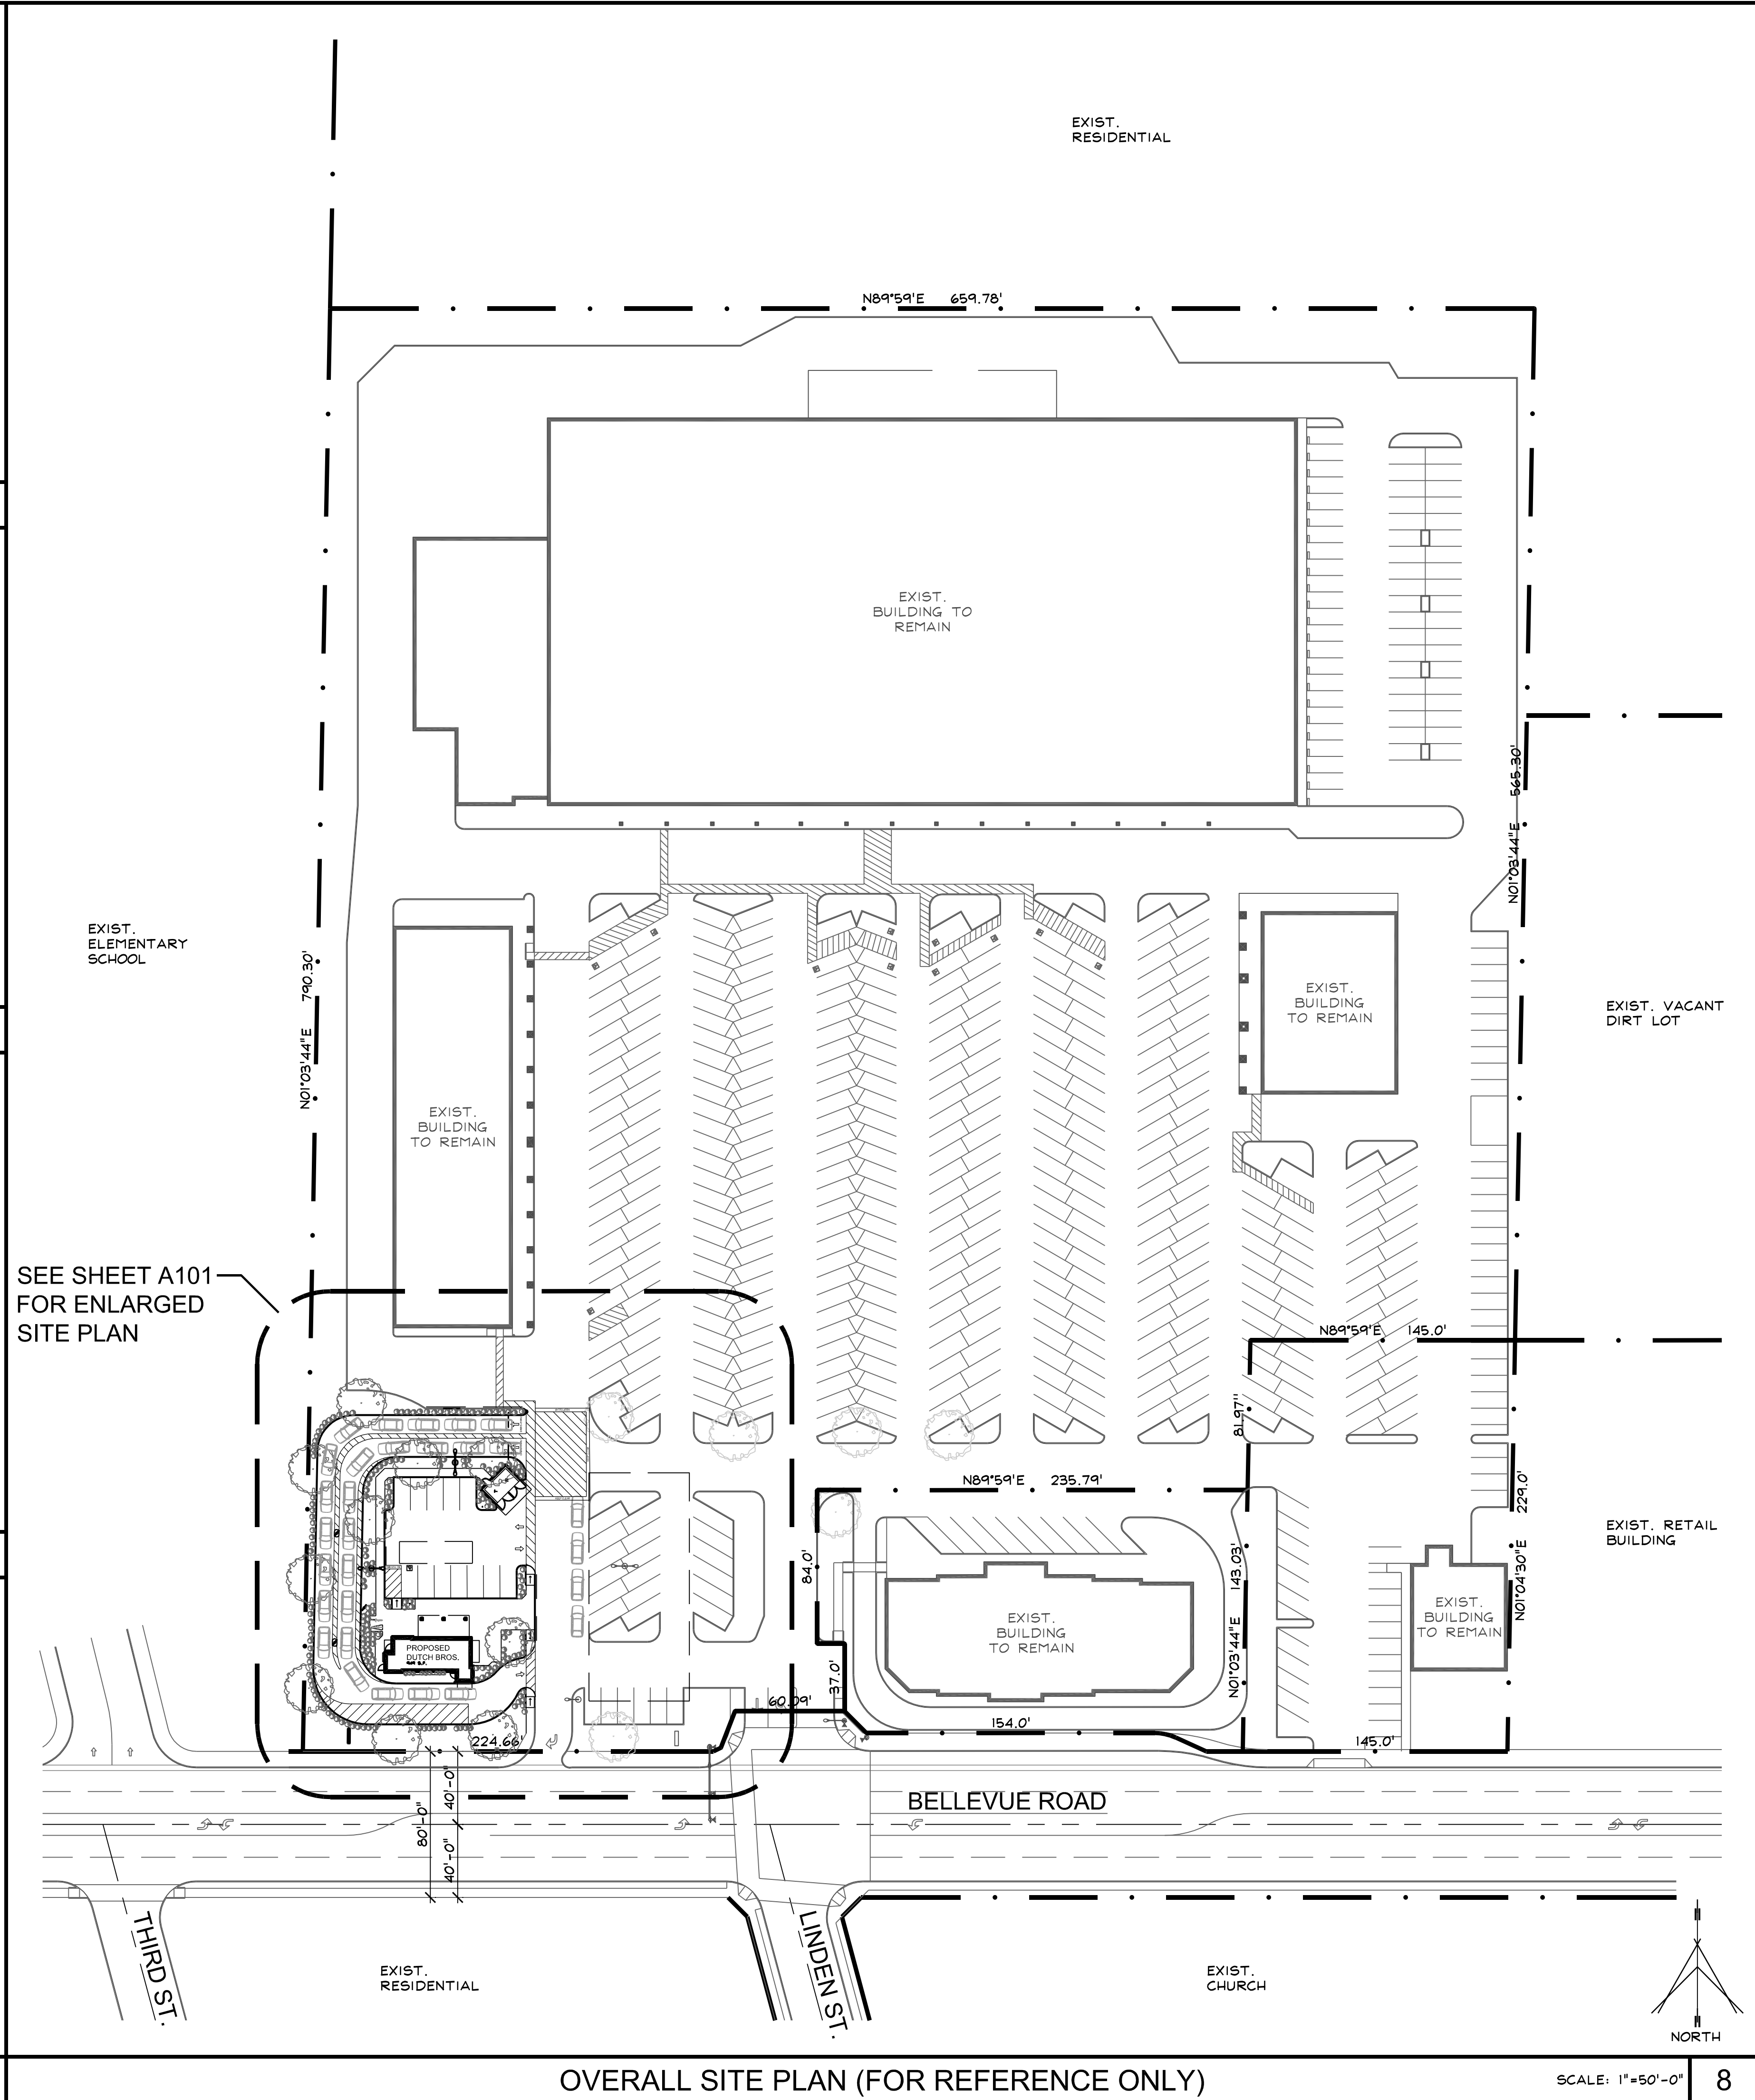 EXIST.
RESIDENTIAL
N89°59'E 659.78'
EXIST.
BUILDING TO
REMAIN
N01°03'44"E 565.30'
EXIST.
ELEMENTARY
SCHOOL
N01°03'44"E 790.30'
EXIST.
BUILDING
TO REMAIN
EXIST. VACANT
DIRT LOT
EXIST.
BUILDING
TO REMAIN
SEE SHEET A101
FOR ENLARGED
SITE PLAN
N89°59'E 145.0'
81.97'
N89°59'E 235.79'
84.0'
N01°03'44"E 143.03'
N01°04'30"E 229.0'
EXIST. RETAIL
BUILDING
EXIST.
BUILDING
TO REMAIN
EXIST.
BUILDING
TO REMAIN
PROPOSED
DUTCH BROS.
37.0'
60.09'
154.0'
145.0'
224.66'
80'-0"
40'-0"
40'-0"
BELLEVUE ROAD
THIRD ST.
LINDEN ST.
EXIST.
RESIDENTIAL
EXIST.
CHURCH
NORTH
OVERALL SITE PLAN (FOR REFERENCE ONLY)
SCALE: 1"=50'-0"
8